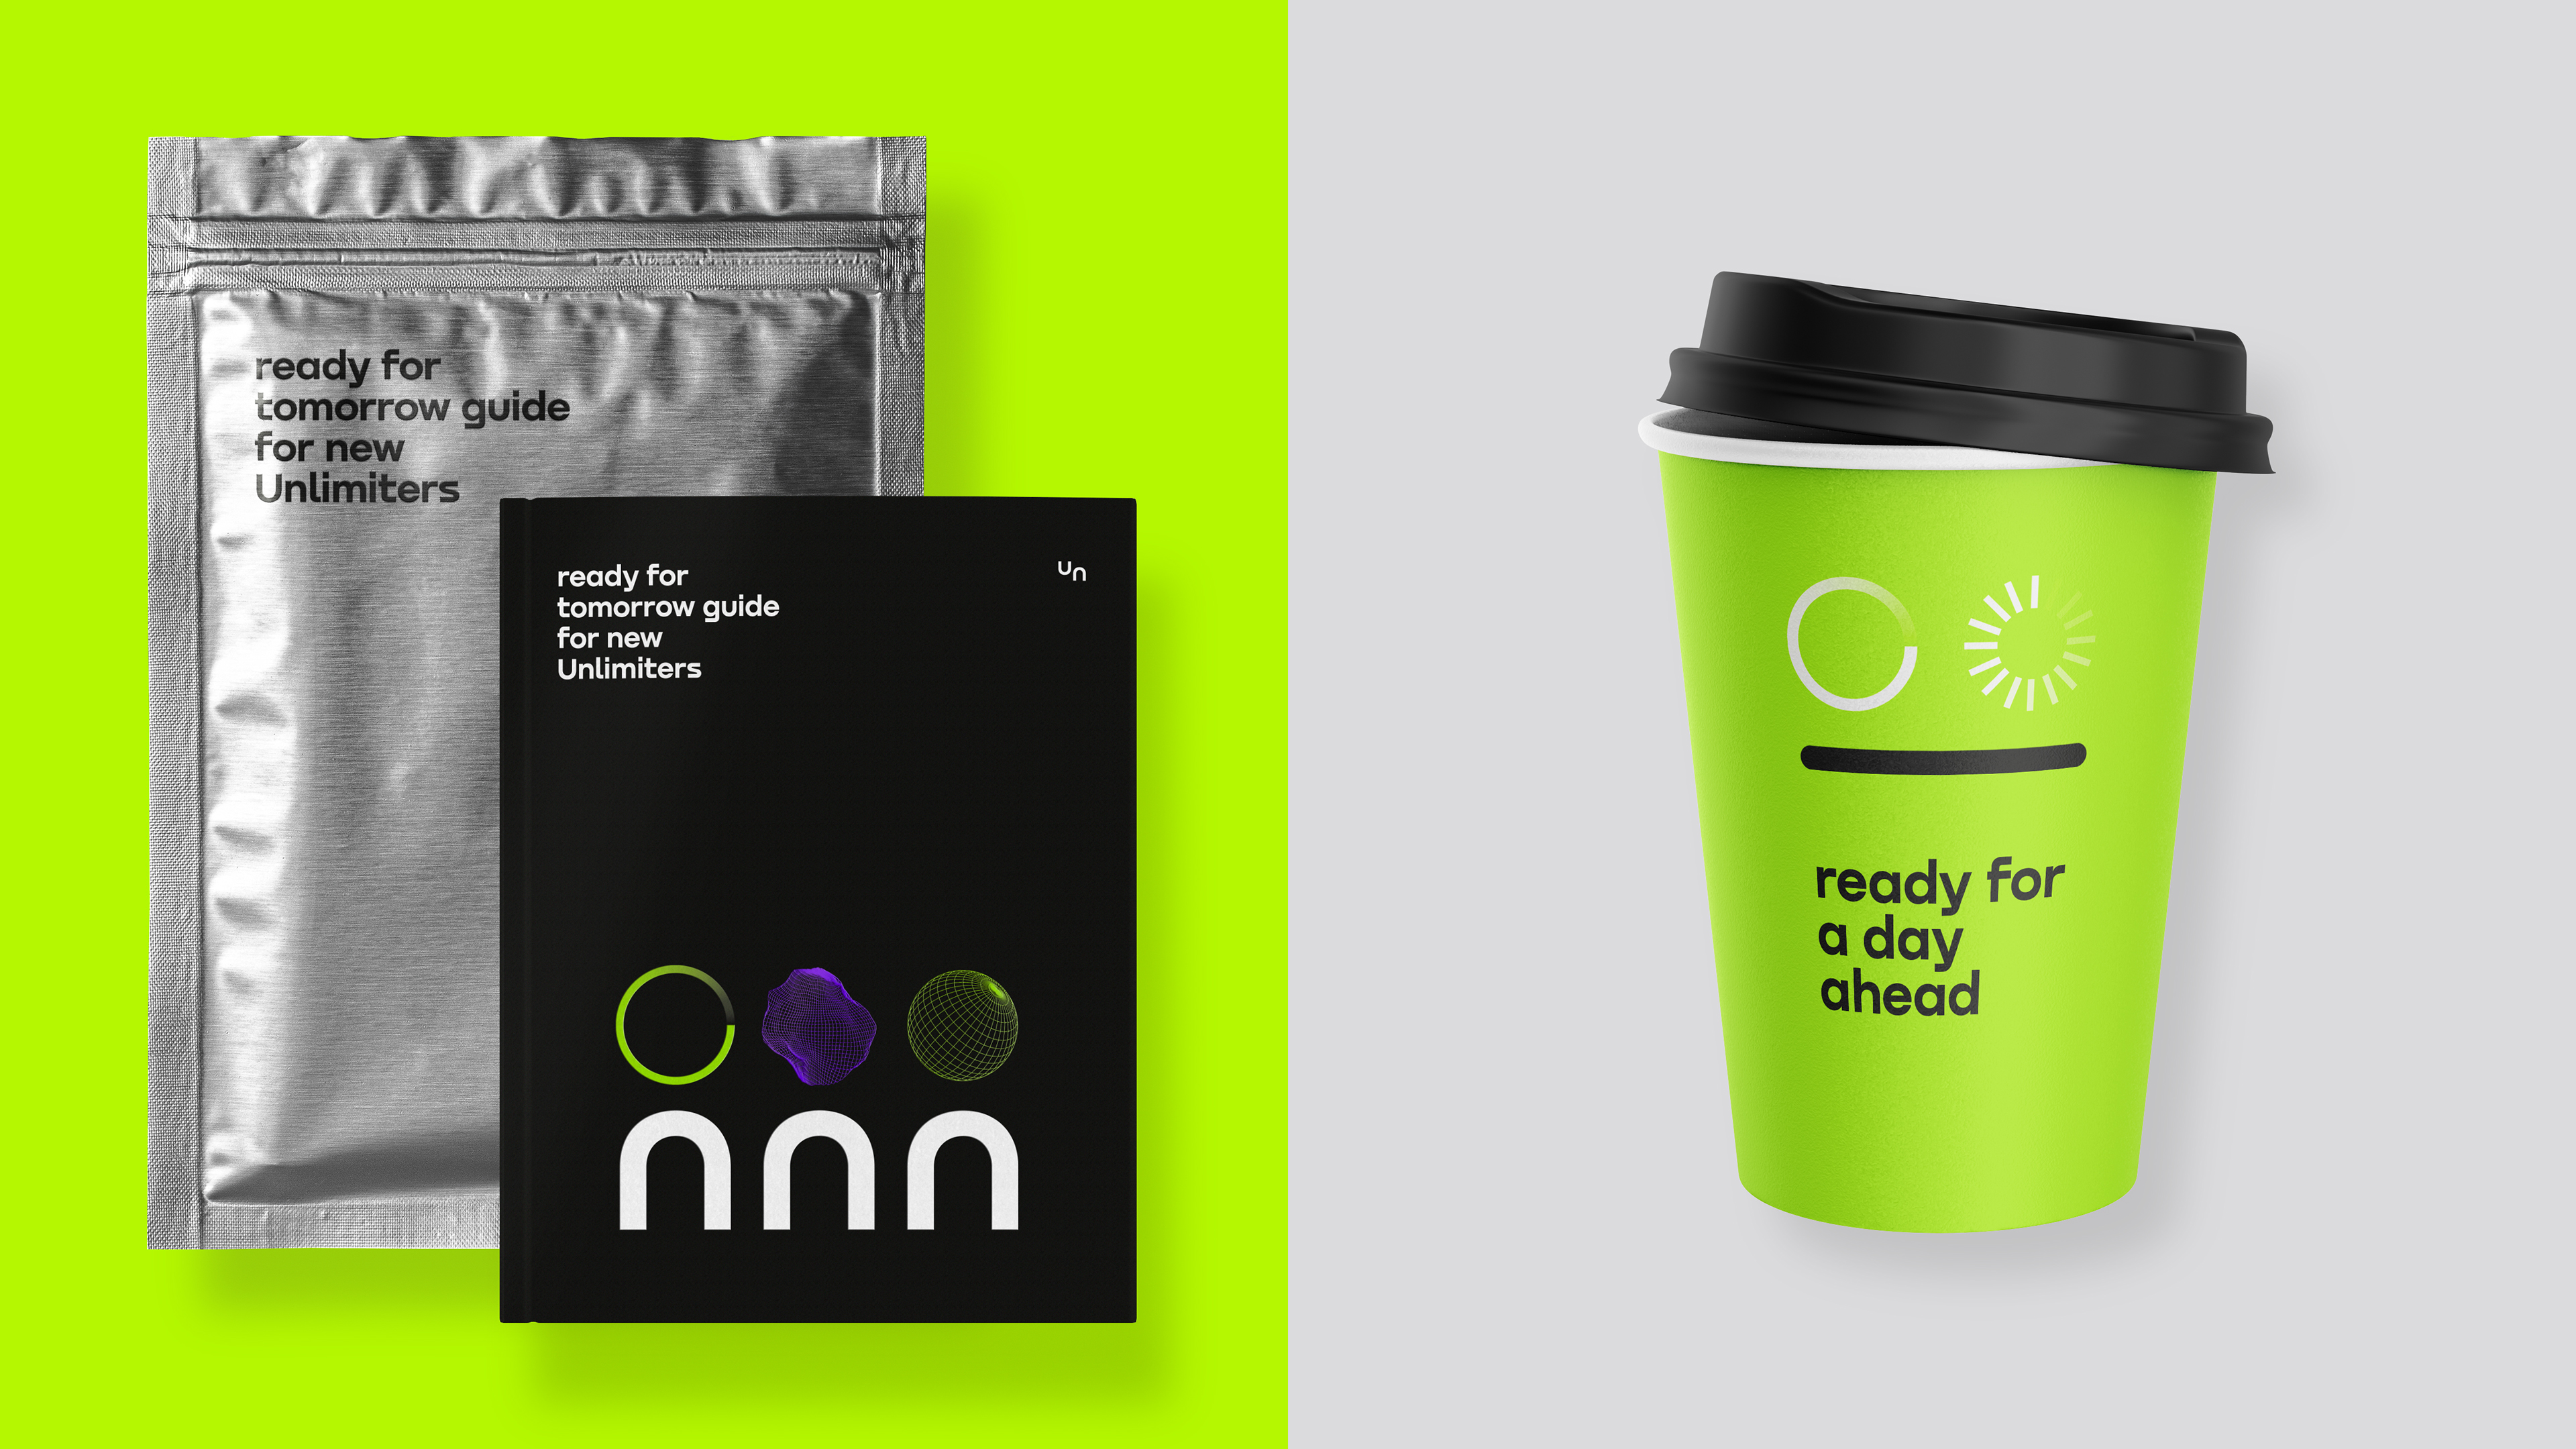 ready for
tomorrow guide
for new
Unlimiters
ready for
tomorrow guide
for new
Unlimiters
un
nnn
ready for
a day
ahead